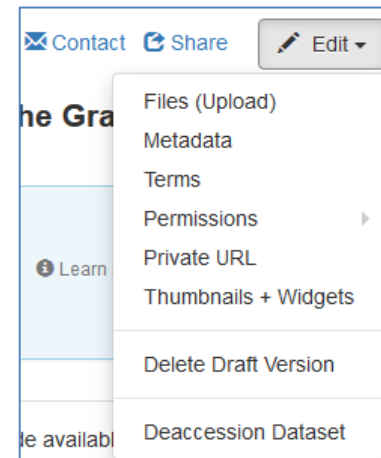 Contact Share Edit
he Gra
Files (Upload)
Metadata
Terms
Permissions
Private URL
Learn
Thumbnails + Widgets
Delete Draft Version
le availabl
Deaccession Dataset